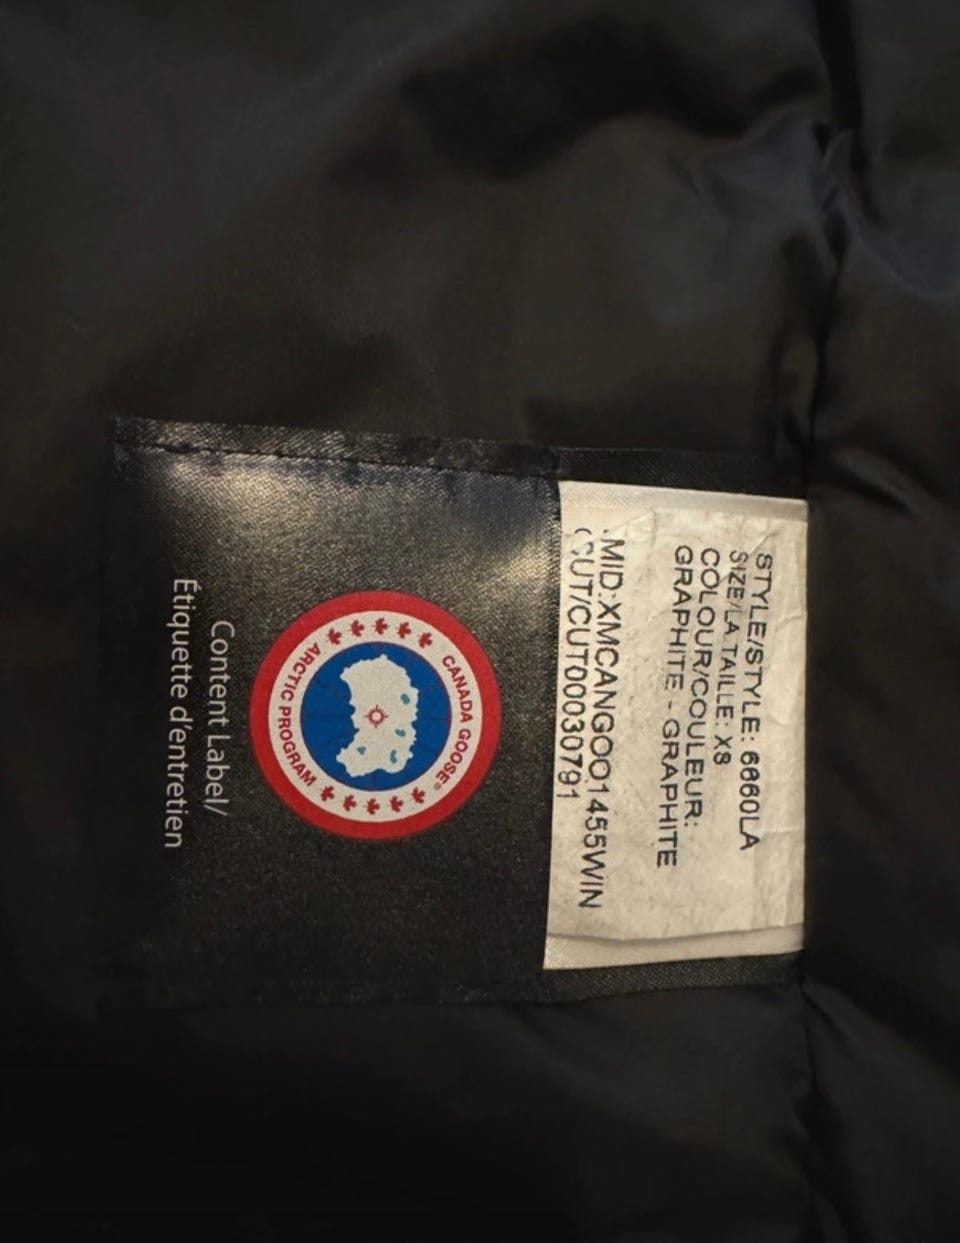 STYLE/STYLE: 6660LA
SIZE/LA TAILLE: XS
COLOUR/COULEUR:
GRAPHITE - GRAPHITE
MID:XMCANGOO1455WIN
CUT/CUT00030791
CANADA GOOSE®
ARCTIC PROGRAM
Content Label/
Étiquette d'entretien